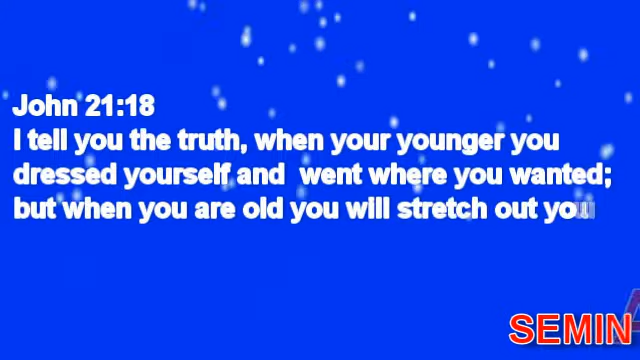 John 21:18
I tell you the truth, when your younger you
dressed yourself and  went where you wanted;
but when you are old you will stretch out you
SEMIN